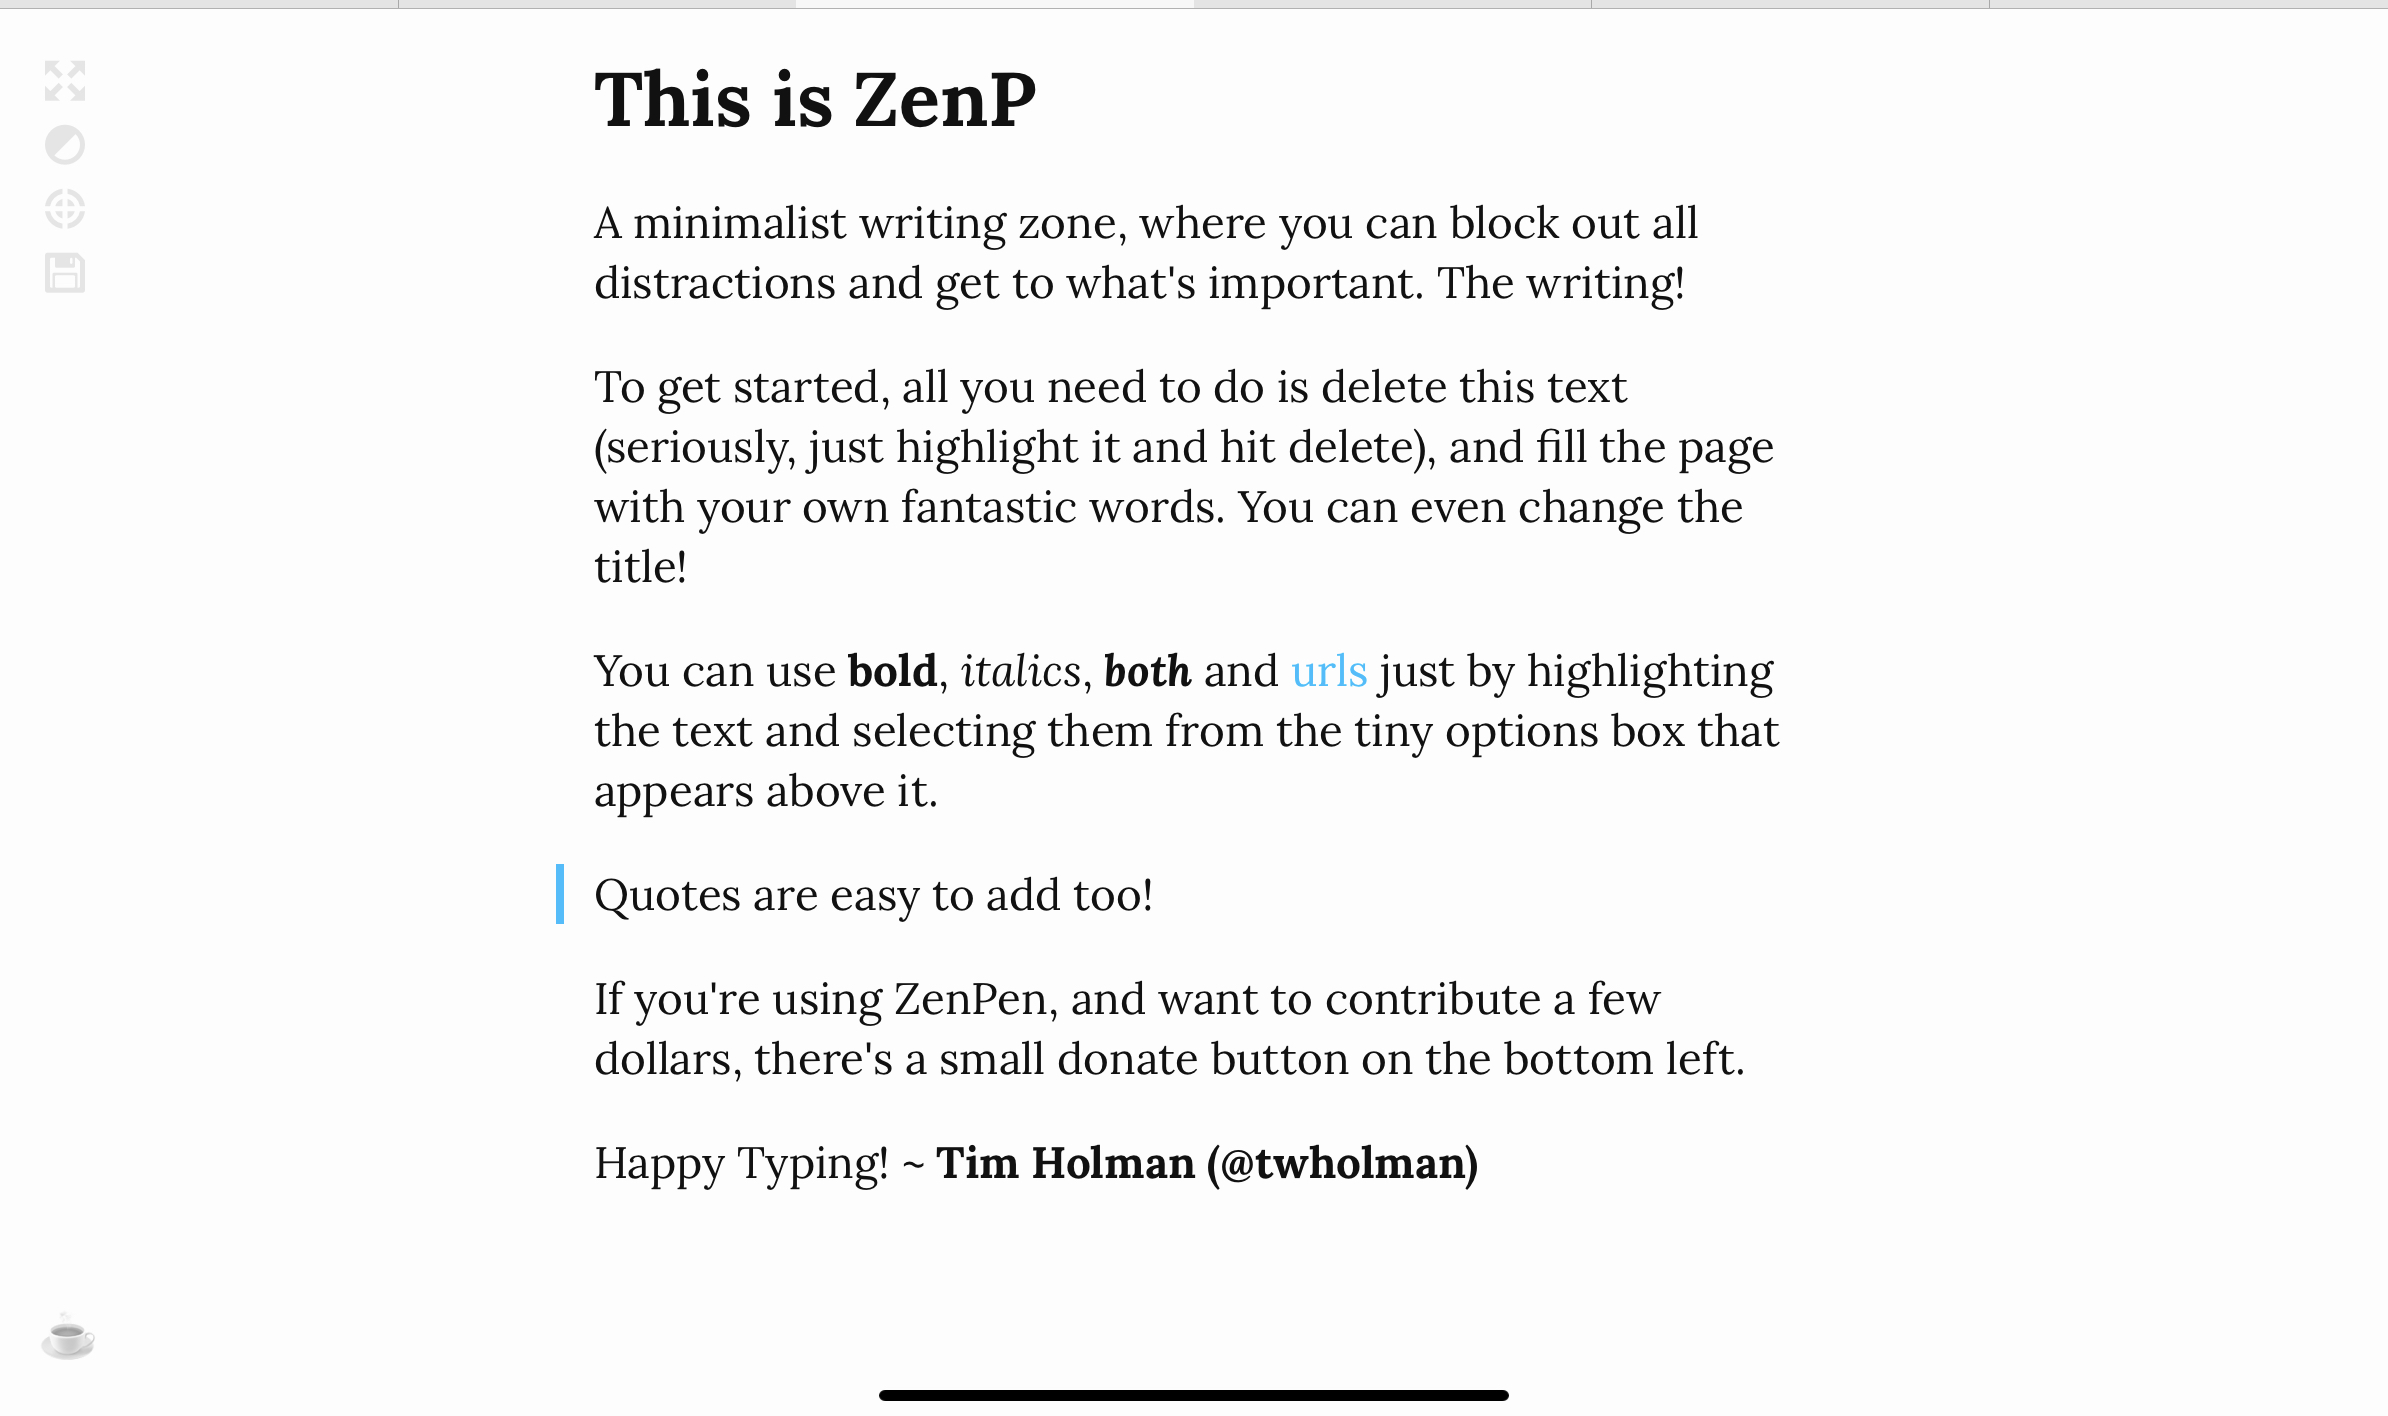 This is ZenP
A minimalist writing zone, where you can block out all
distractions and get to what's important. The writing!
To get started, all you need to do is delete this text
(seriously, just highlight it and hit delete), and fill the page
with your own fantastic words. You can even change the
title!
You can use bold, italics, both and urls just by highlighting
the text and selecting them from the tiny options box that
appears above it.
Quotes are easy to add too!
If you're using ZenPen, and want to contribute a few
dollars, there's a small donate button on the bottom left.
Happy Typing! ~ Tim Holman (@twholman)